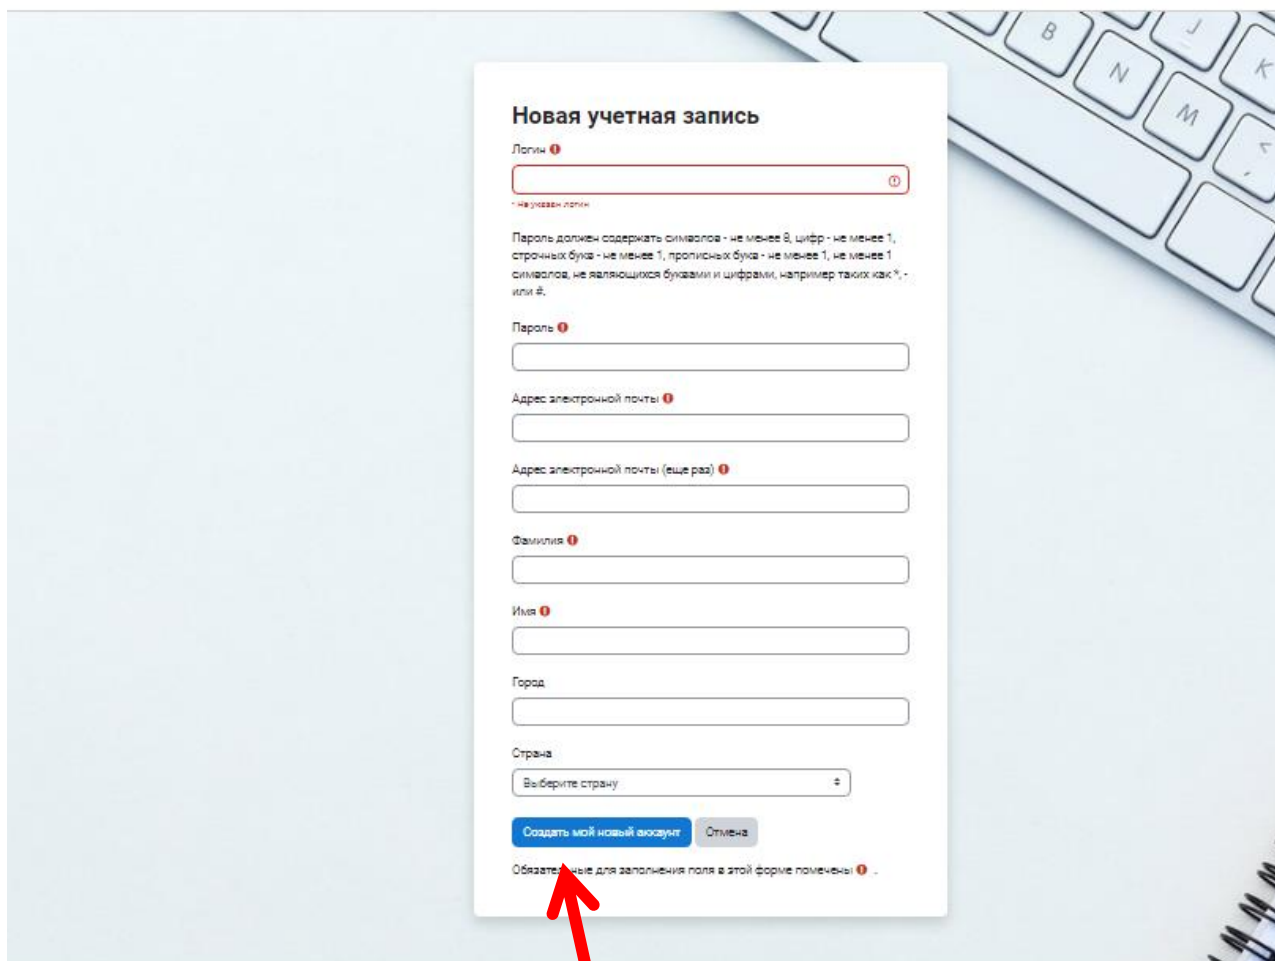 B
J
K
N
M
<
,
Новая учетная запись
Логин
- Не указан логин
Пароль должен содержать символов - не менее 8, цифр - не менее 1,
строчных букв - не менее 1, прописных букв - не менее 1, не менее 1
символов, не являющихся буквами и цифрами, например таких как *, -
или #.
Пароль
Адрес электронной почты
Адрес электронной почты (еще раз)
Фамилия
Имя
Город
Страна
Выберите страну
Создать мой новый аккаунт Отмена
Обязательные для заполнения поля в этой форме помечены .